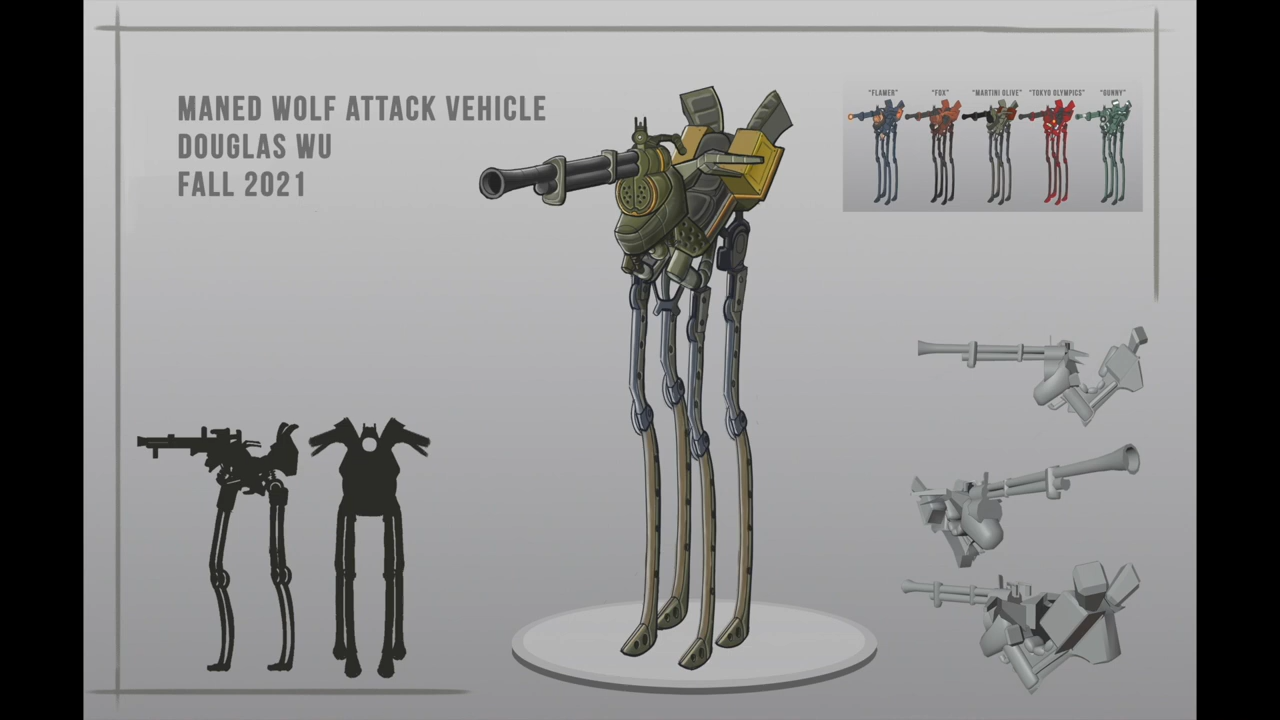 MANED WOLF ATTACK VEHICLE
DOUGLAS WU
FALL 2021
"FLAMER" "FOX" "MARTINI OLIVE" "TOKYO OLYMPICS" "GUNNY"